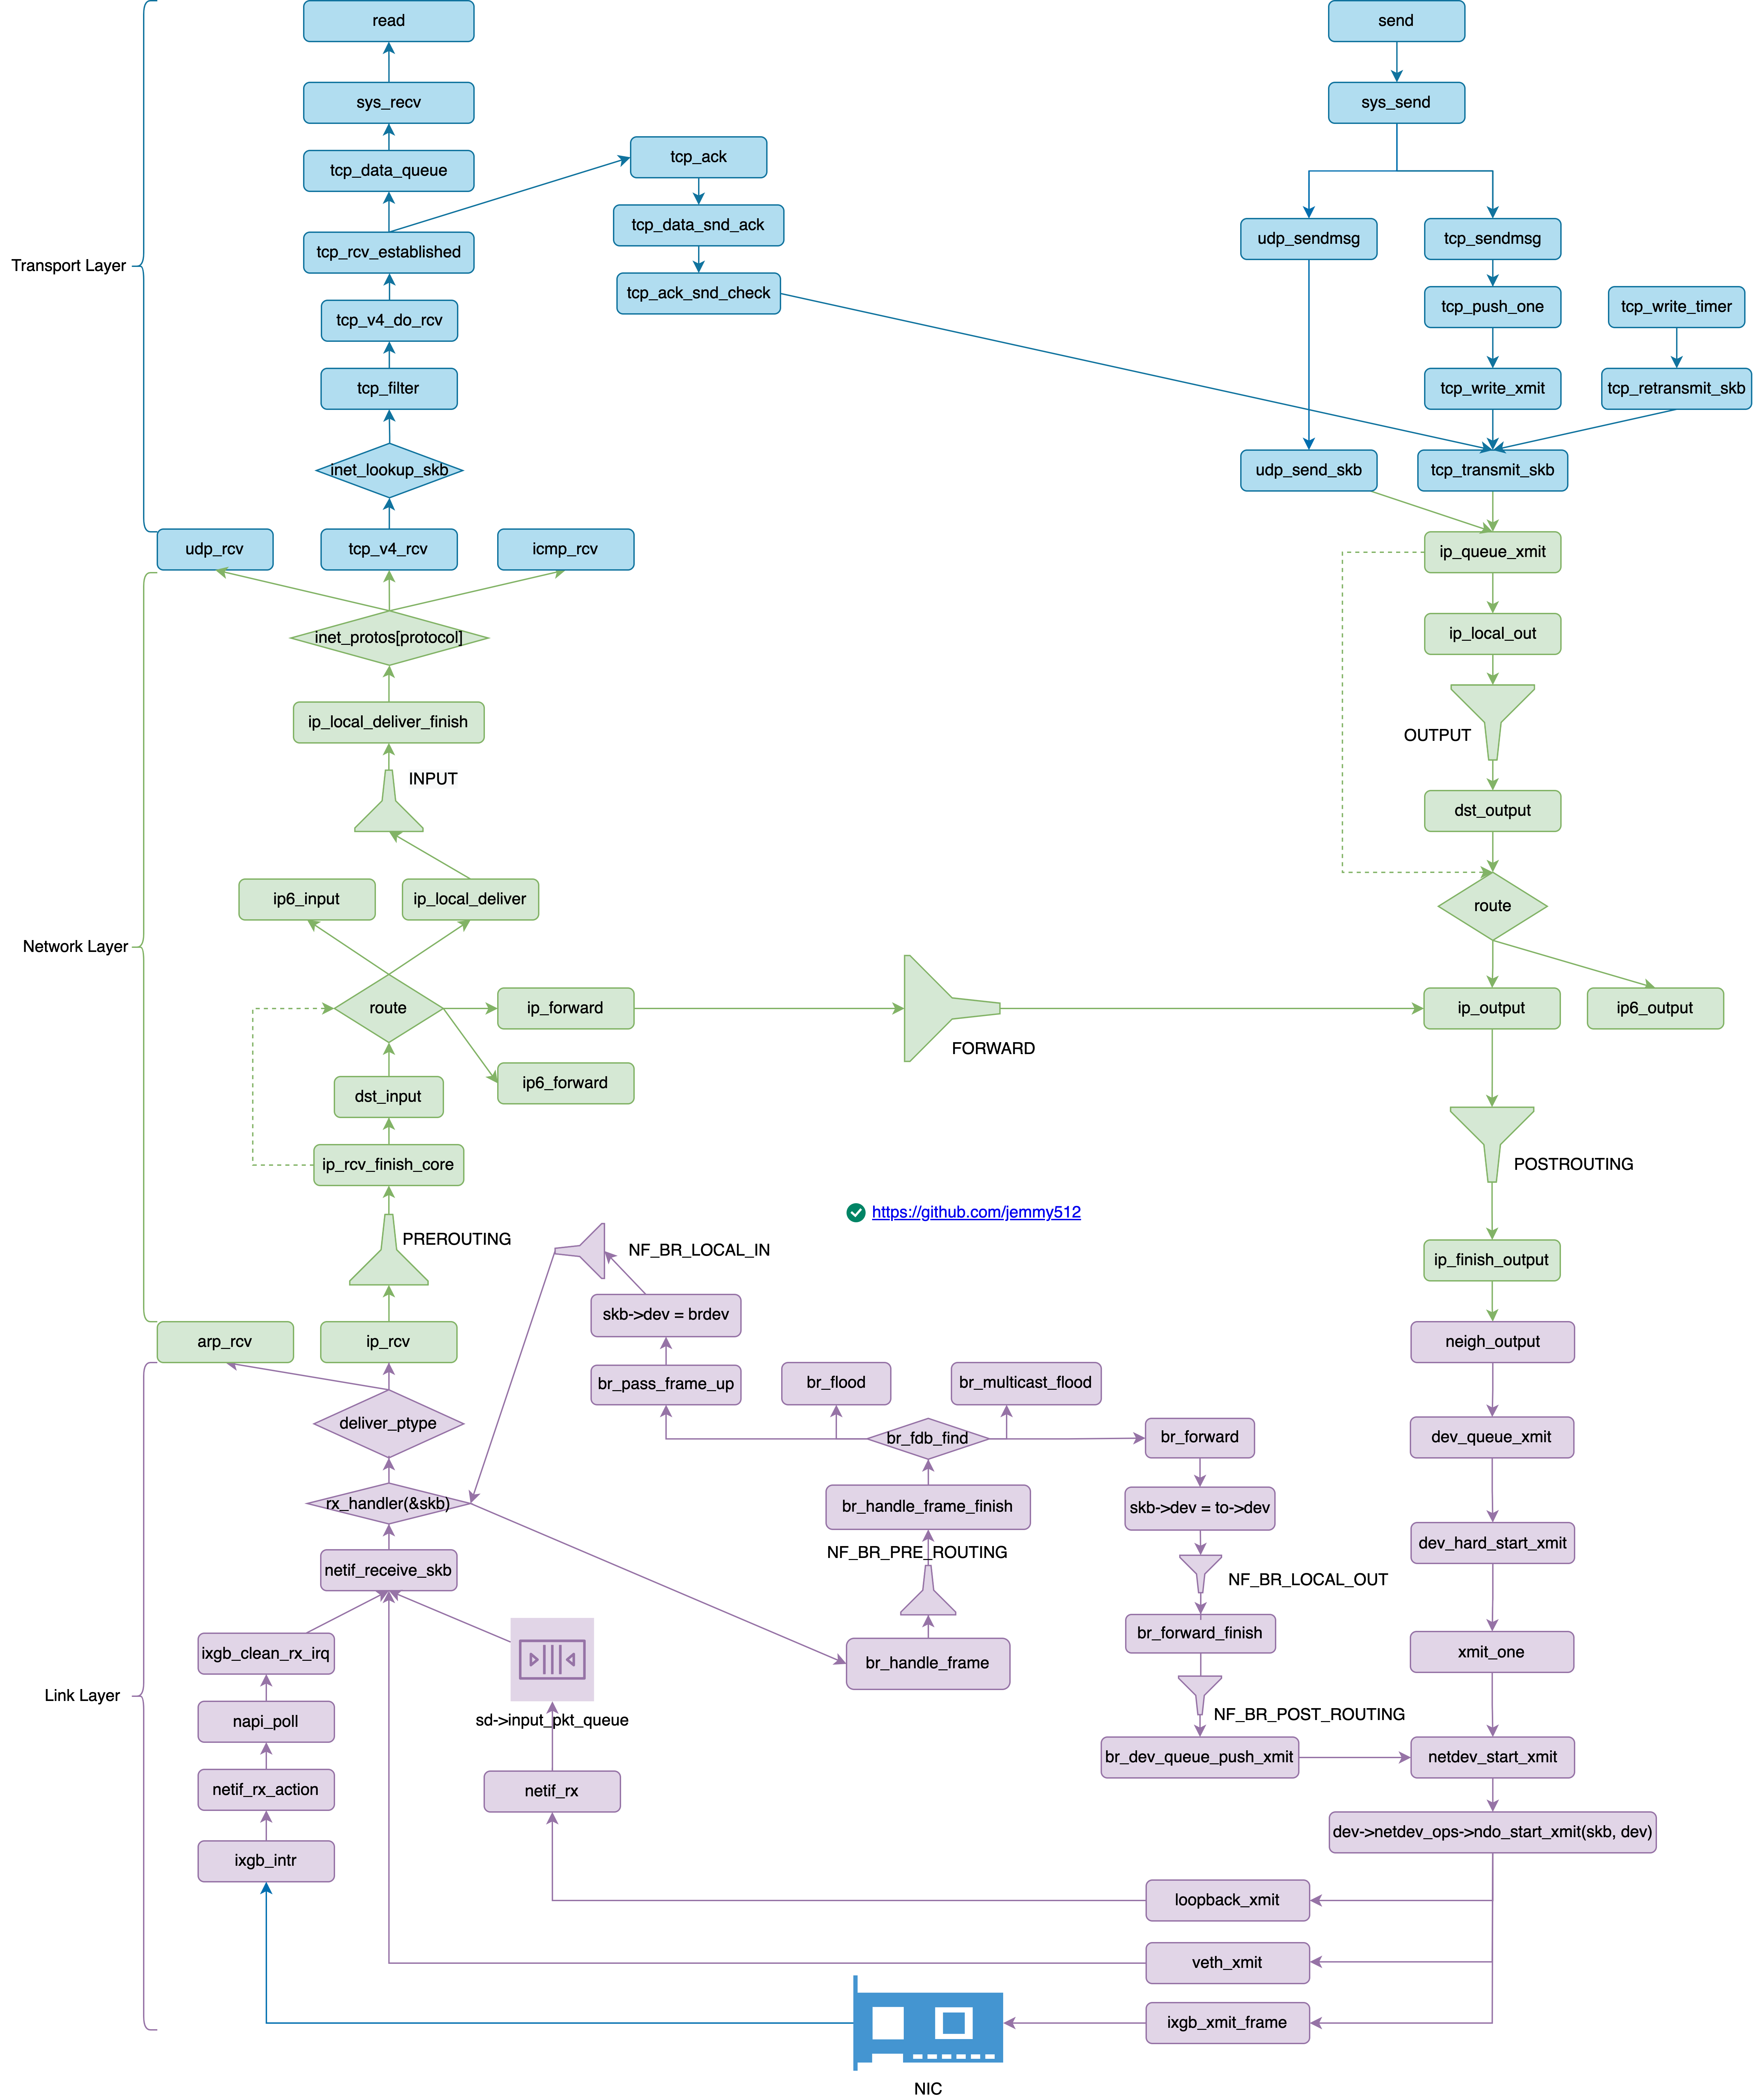 read
send
sys_recv
sys_send
tcp_data_queue
tcp_ack
tcp_data_snd_ack
udp_sendmsg
tcp_sendmsg
tcp_rcv_established
Transport Layer
tcp_ack_snd_check
tcp_push_one
tcp_write_timer
tcp_v4_do_rcv
tcp_filter
tcp_write_xmit
tcp_retransmit_skb
inet_lookup_skb
udp_send_skb
tcp_transmit_skb
udp_rcv
tcp_v4_rcv
icmp_rcv
ip_queue_xmit
inet_protos[protocol]
ip_local_out
ip_local_deliver_finish
OUTPUT
INPUT
dst_output
ip6_input
ip_local_deliver
route
Network Layer
route
ip_forward
ip_output
ip6_output
FORWARD
ip6_forward
dst_input
ip_rcv_finish_core
POSTROUTING
https://github.com/jemmy512
PREROUTING
NF_BR_LOCAL_IN
ip_finish_output
skb->dev = brdev
arp_rcv
ip_rcv
neigh_output
br_pass_frame_up
br_flood
br_multicast_flood
deliver_ptype
br_fdb_find
br_forward
dev_queue_xmit
rx_handler(&skb)
br_handle_frame_finish
skb->dev = to->dev
dev_hard_start_xmit
NF_BR_PRE_ROUTING
netif_receive_skb
NF_BR_LOCAL_OUT
br_forward_finish
ixgb_clean_rx_irq
br_handle_frame
xmit_one
Link Layer
napi_poll
sd->input_pkt_queue
NF_BR_POST_ROUTING
br_dev_queue_push_xmit
netdev_start_xmit
netif_rx_action
netif_rx
dev->netdev_ops->ndo_start_xmit(skb, dev)
ixgb_intr
loopback_xmit
veth_xmit
ixgb_xmit_frame
NIC